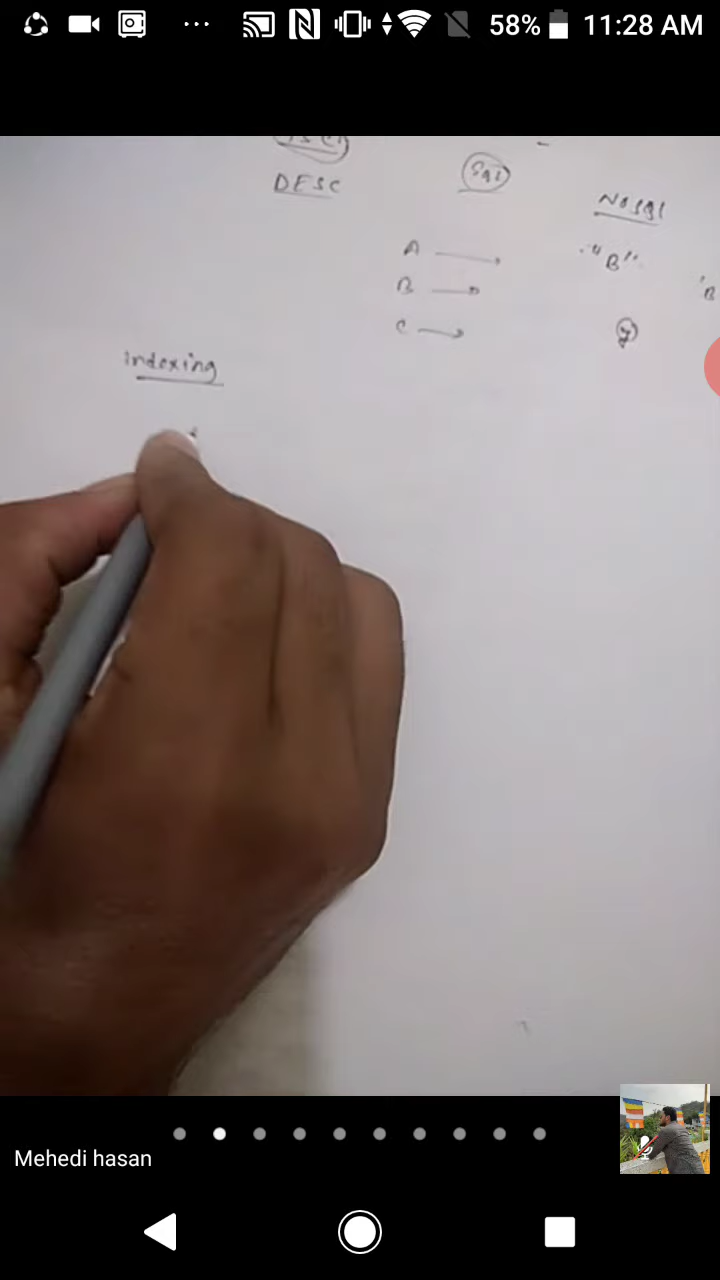 58% 11:28 AM
DESC
Sql
NoSQL
A
"B"
B
'B
C
indexing
Mehedi hasan